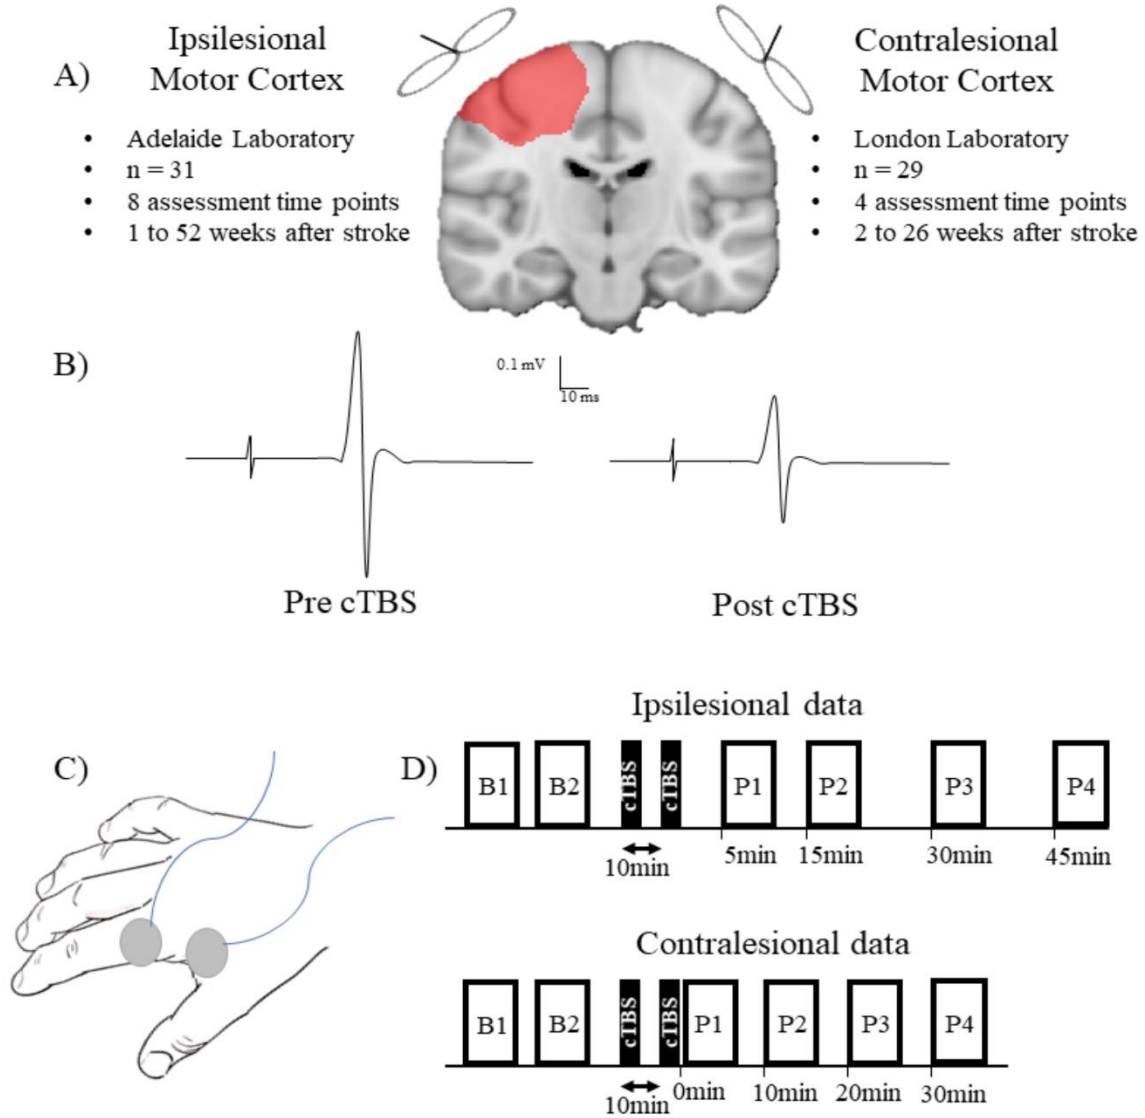 A)
Ipsilesional
Motor Cortex
• Adelaide Laboratory
• n = 31
• 8 assessment time points
• 1 to 52 weeks after stroke
Contralesional
Motor Cortex
• London Laboratory
• n = 29
• 4 assessment time points
• 2 to 26 weeks after stroke
B)
0.1 mV
10 ms
Pre cTBS
Post cTBS
C)
D)
Ipsilesional data
B1 B2 cTBS cTBS P1 P2 P3 P4
10min 5min 15min 30min 45min
Contralesional data
B1 B2 cTBS cTBS P1 P2 P3 P4
10min 0min 10min 20min 30min